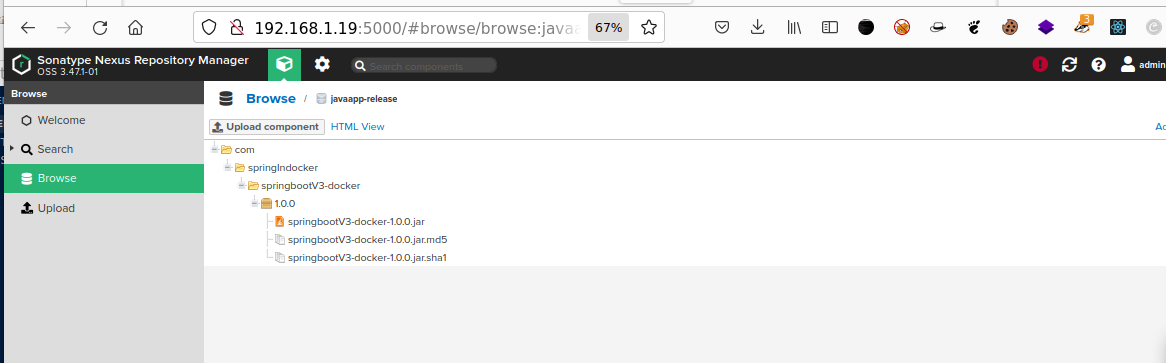 192.168.1.19:5000/#browse/browse:java
67%
3
Sonatype Nexus Repository Manager
OSS 3.47.1-01
Search components
admin
Browse
Welcome
Search
Browse
Upload
Browse / javaapp-release
Upload component HTML View
com
springIndocker
springbootV3-docker
1.0.0
springbootV3-docker-1.0.0.jar
springbootV3-docker-1.0.0.jar.md5
springbootV3-docker-1.0.0.jar.sha1